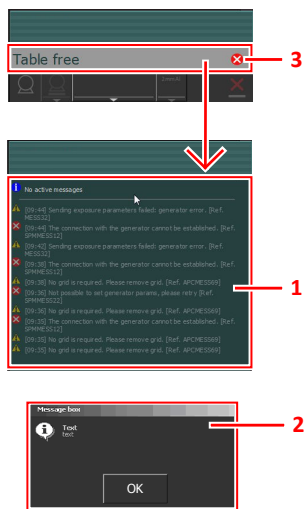 Table free
3
2mm Al
No active messages
[09:44] Sending exposure parameters failed: generator error. [Ref.
MESS32]
[09:44] The connection with the generator cannot be established. [Ref.
SPMMESS12]
[09:42] Sending exposure parameters failed: generator error. [Ref.
MESS32]
[09:38] The connection with the generator cannot be established. [Ref.
SPMMESS12]
[09:38] No grid is required. Please remove grid. [Ref. APCMESS69]
[09:36] Not possible to set generator params, please retry [Ref.
SPMMESS22]
[09:36] No grid is required. Please remove grid. [Ref. APCMESS69]
[09:35] The connection with the generator cannot be established. [Ref.
SPMMESS12]
[09:35] No grid is required. Please remove grid. [Ref. APCMESS69]
[09:35] No grid is required. Please remove grid. [Ref. APCMESS69]
1
Message box
2
Text
text
OK